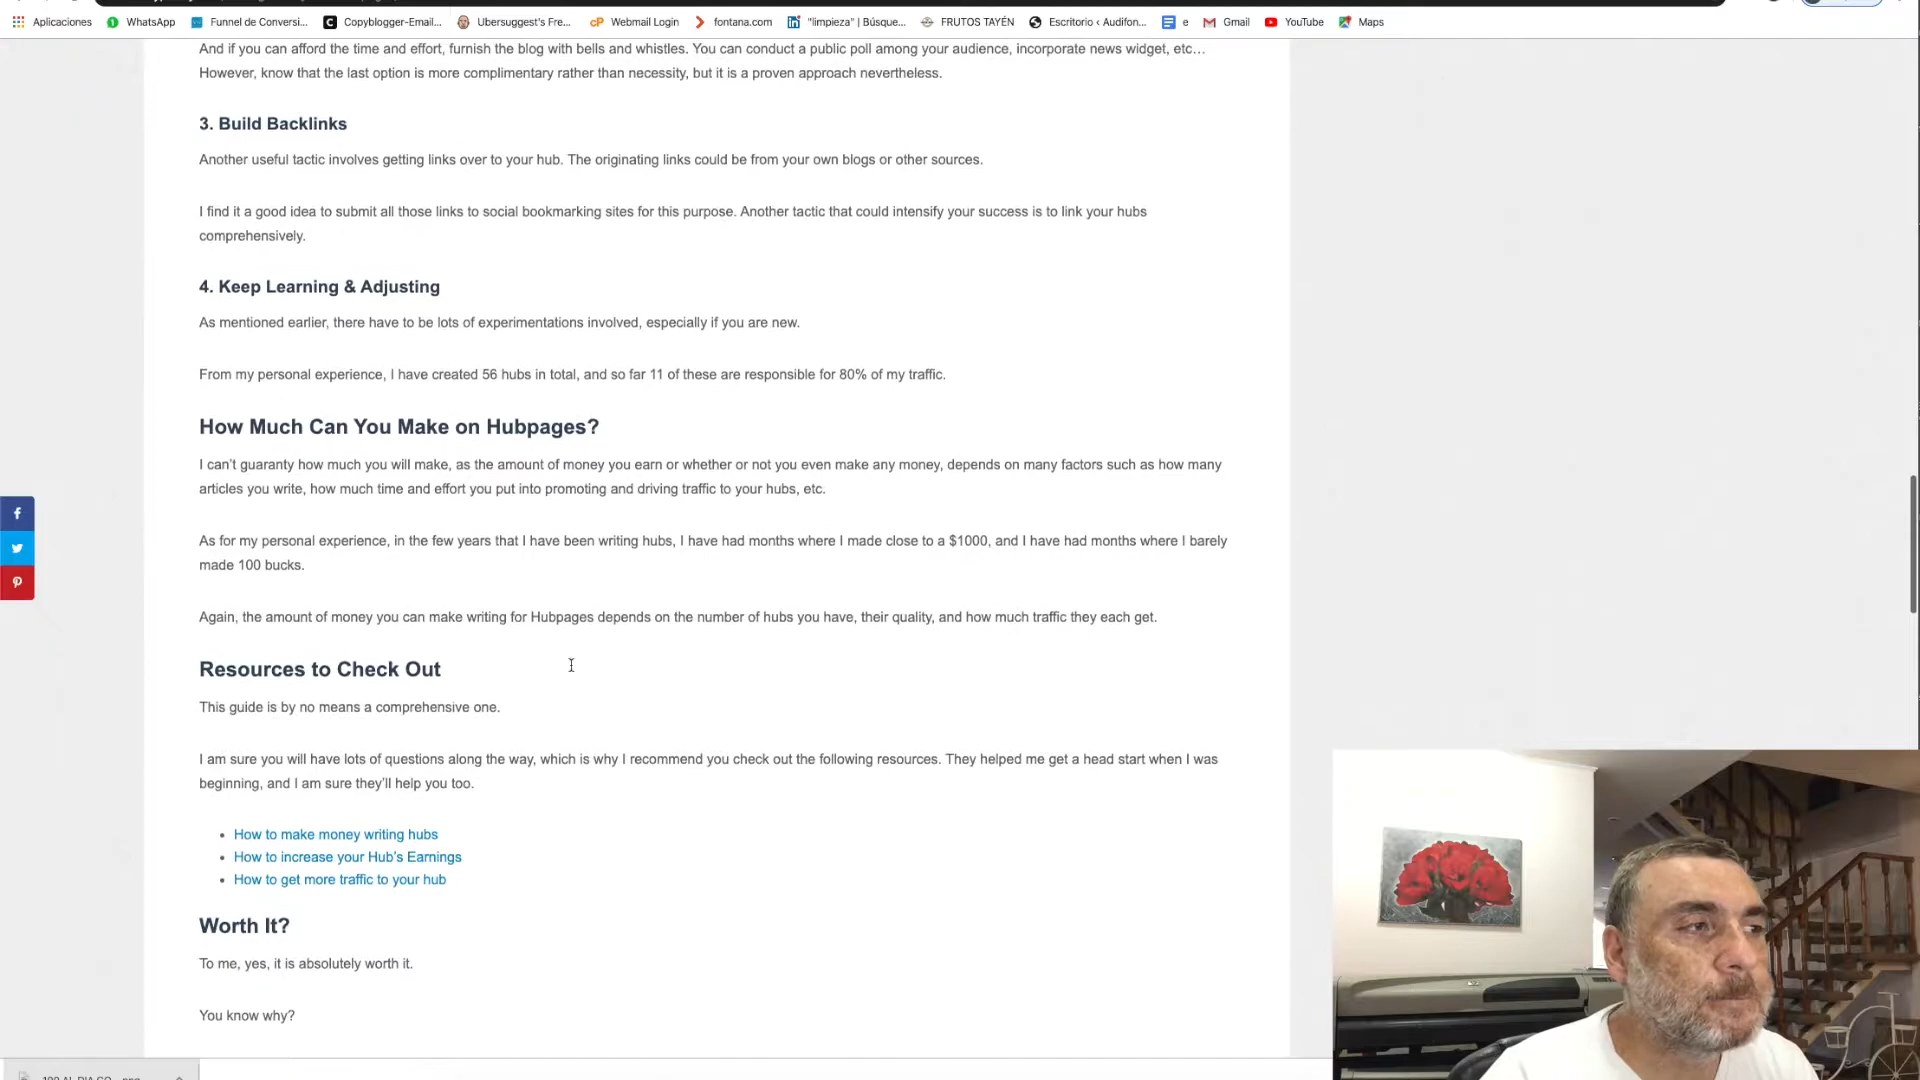 Aplicaciones WhatsApp Funnel de Conversi... Copyblogger-Email... Ubersuggest's Fre... Webmail Login fontana.com "limpieza" | Búsque... FRUTOS TAYÉN Escritorio ‹ Audifon... e Gmail YouTube Maps
And if you can afford the time and effort, furnish the blog with bells and whistles. You can conduct a public poll among your audience, incorporate news widget, etc…
However, know that the last option is more complimentary rather than necessity, but it is a proven approach nevertheless.
3. Build Backlinks
Another useful tactic involves getting links over to your hub. The originating links could be from your own blogs or other sources.
I find it a good idea to submit all those links to social bookmarking sites for this purpose. Another tactic that could intensify your success is to link your hubs
comprehensively.
4. Keep Learning & Adjusting
As mentioned earlier, there have to be lots of experimentations involved, especially if you are new.
From my personal experience, I have created 56 hubs in total, and so far 11 of these are responsible for 80% of my traffic.
How Much Can You Make on Hubpages?
I can't guaranty how much you will make, as the amount of money you earn or whether or not you even make any money, depends on many factors such as how many
articles you write, how much time and effort you put into promoting and driving traffic to your hubs, etc.
As for my personal experience, in the few years that I have been writing hubs, I have had months where I made close to a $1000, and I have had months where I barely
made 100 bucks.
Again, the amount of money you can make writing for Hubpages depends on the number of hubs you have, their quality, and how much traffic they each get.
Resources to Check Out
This guide is by no means a comprehensive one.
I am sure you will have lots of questions along the way, which is why I recommend you check out the following resources. They helped me get a head start when I was
beginning, and I am sure they'll help you too.
How to make money writing hubs
How to increase your Hub's Earnings
How to get more traffic to your hub
Worth It?
To me, yes, it is absolutely worth it.
You know why?